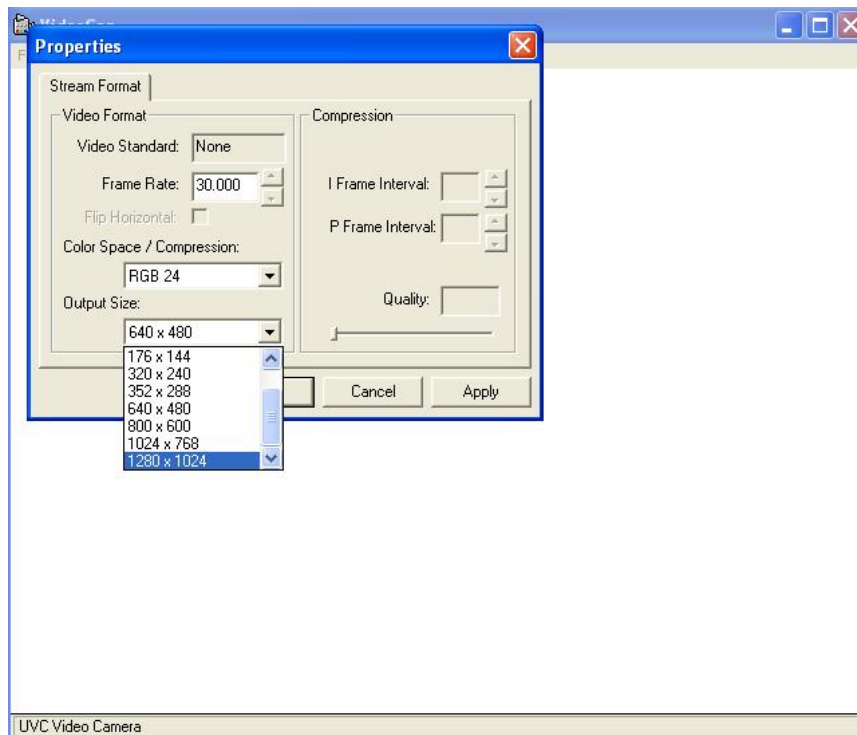 Properties
Stream Format
Video Format
Video Standard: None
Frame Rate: 30.000
Flip Horizontal:
Color Space / Compression:
RGB 24
Output Size:
640 x 480
176 x 144
320 x 240
352 x 288
640 x 480
800 x 600
1024 x 768
1280 x 1024
Compression
I Frame Interval:
P Frame Interval:
Quality:
Cancel
Apply
UVC Video Camera